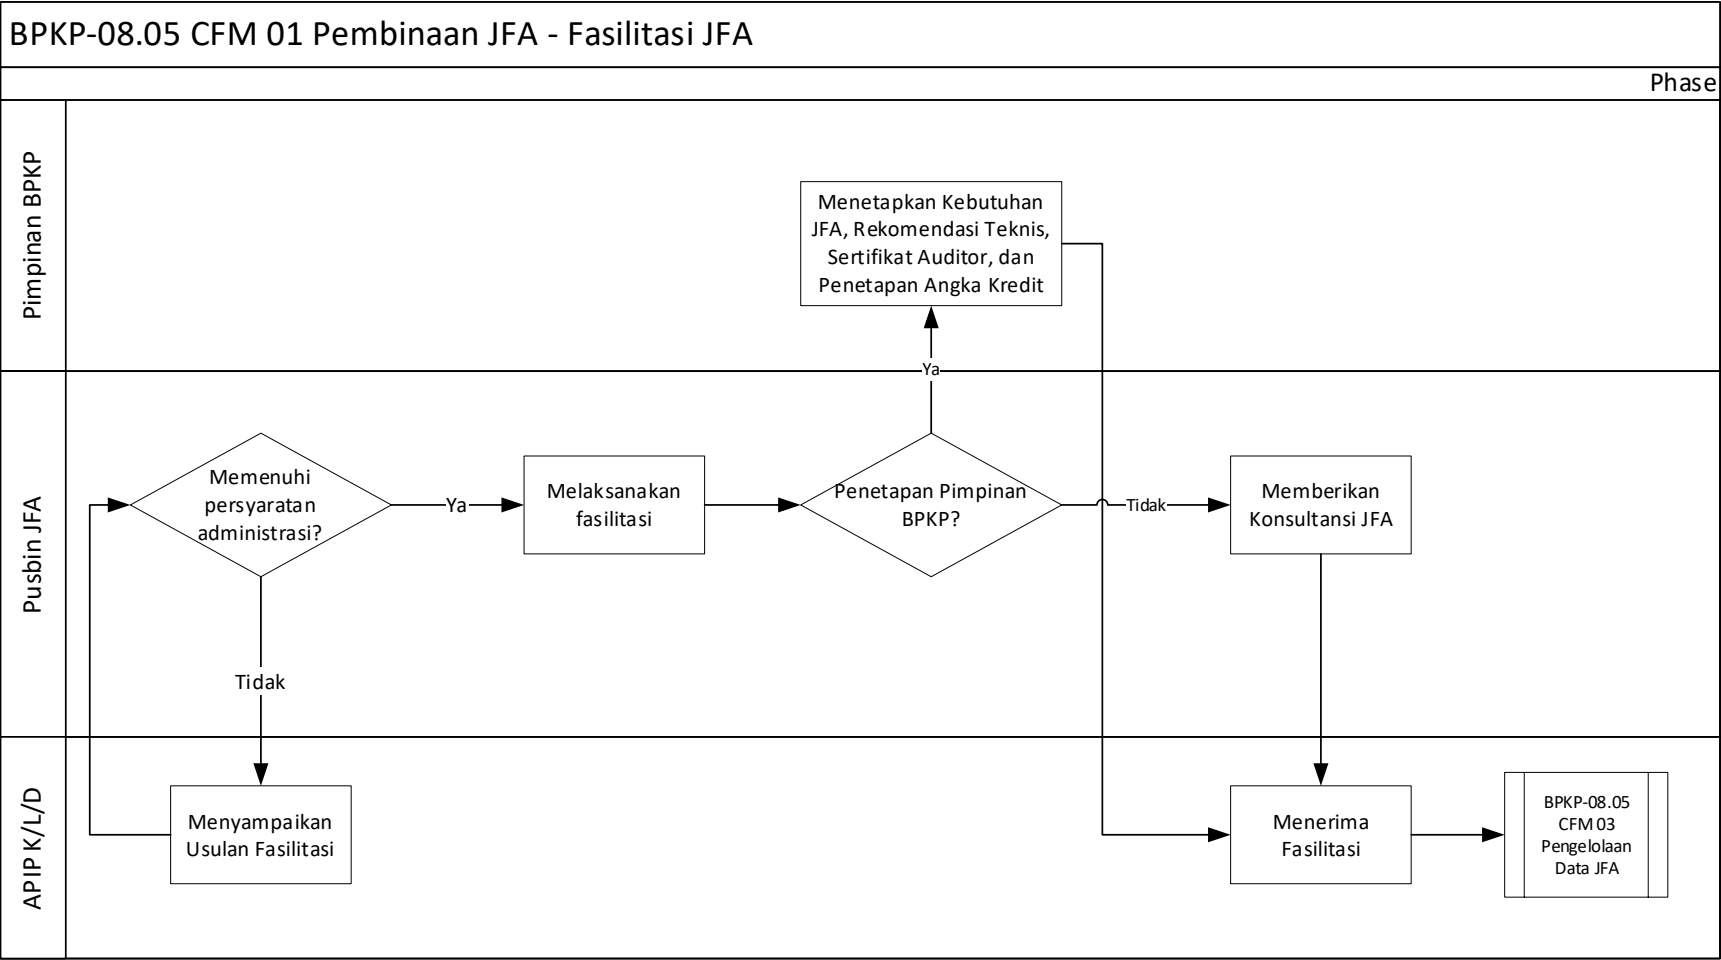 BPKP-08.05 CFM 01 Pembinaan JFA - Fasilitasi JFA
Phase
Pimpinan BPKP
Menetapkan Kebutuhan
JFA, Rekomendasi Teknis,
Sertifikat Auditor, dan
Penetapan Angka Kredit
Ya
Pusbin JFA
Memenuhi
persyaratan
administrasi?
Ya
Melaksanakan
fasilitasi
Penetapan Pimpinan
BPKP?
Tidak
Memberikan
Konsultansi JFA
Tidak
APIP K/L/D
Menyampaikan
Usulan Fasilitasi
Menerima
Fasilitasi
BPKP-08.05
CFM 03
Pengelolaan
Data JFA